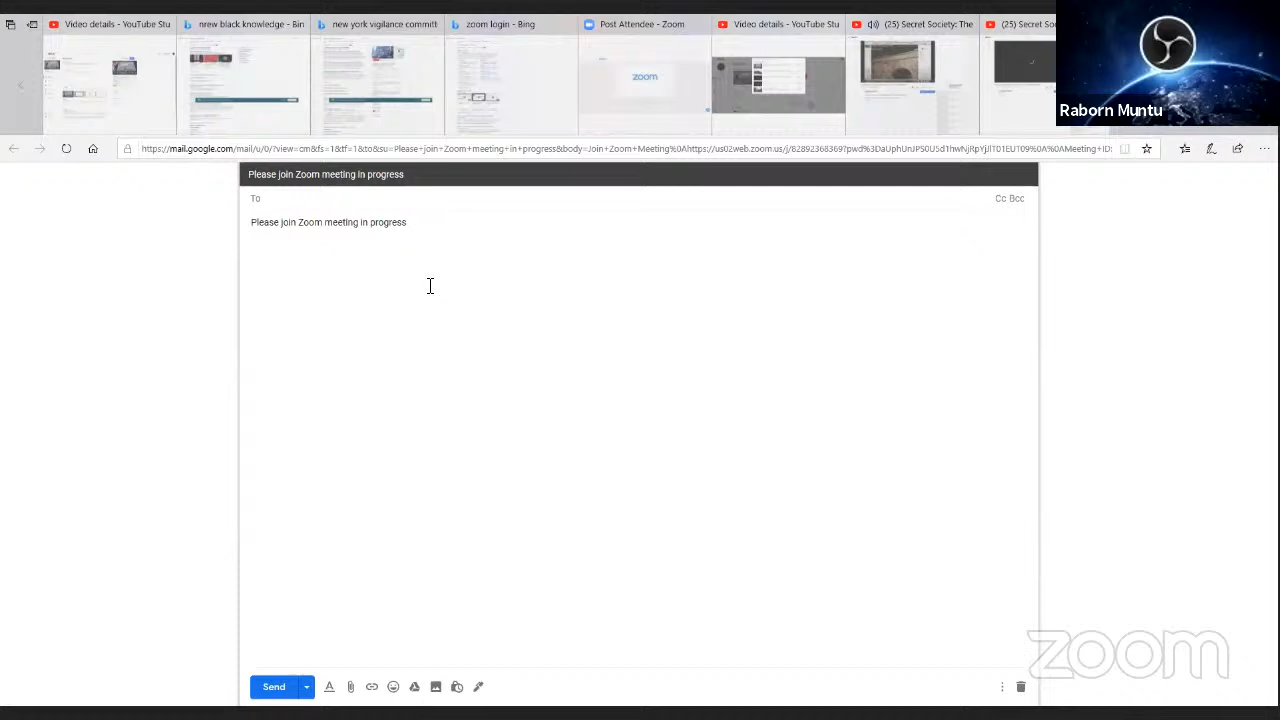 Video details - YouTube Stu
nrew black knowledge - Bin
new york vigilance committ
zoom login - Bing
Post Attendee - Zoom
Video details - YouTube Stu
(25) Secret Society: The
(25) Secret So
zoom
Raborn Muntu
https://mail.google.com/mail/u/0/?view=cm&fs=1&tf=1&to&su=Please+join+Zoom+meeting+in+progress&body=Join+Zoom+Meeting%0Ahttps://us02web.zoom.us/j/82892368369?pwd%3DaUphUnJPS0U5d1hwNjRpYjJlT01EUT09%0A%0AMeeting+ID:
Please join Zoom meeting in progress
To
Cc Bcc
Please join Zoom meeting in progress
zoom
Send